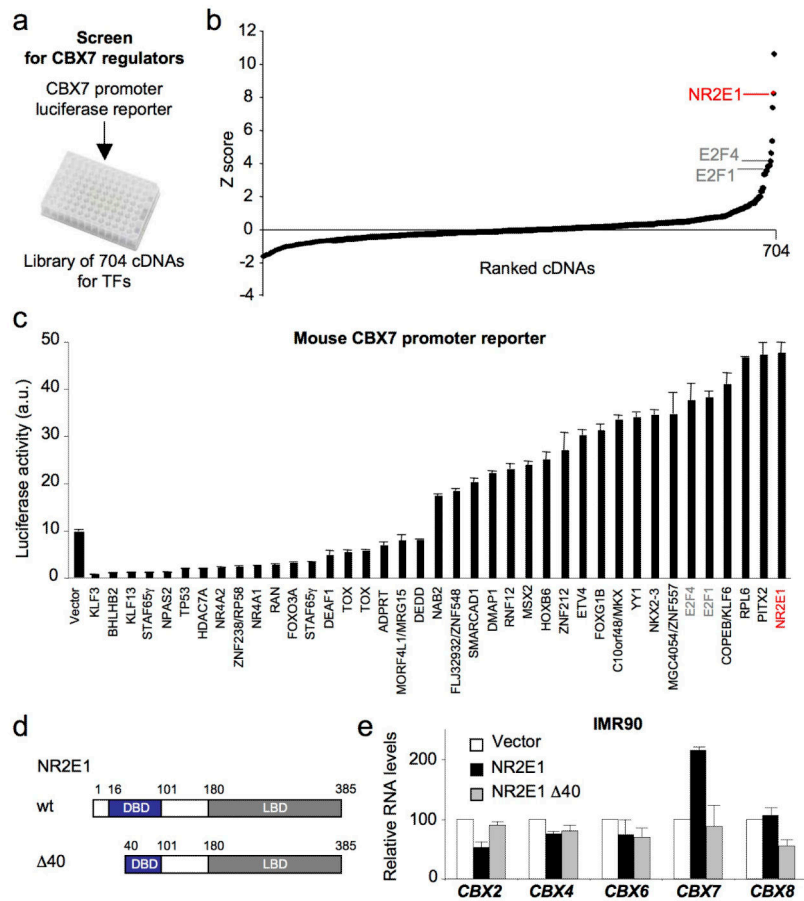 a
Screen
for CBX7 regulators
CBX7 promoter
luciferase reporter
Library of 704 cDNAs
for TFs
b
Z score
12
10
8
6
4
2
0
-2
-4
NR2E1
E2F4
E2F1
704
Ranked cDNAs
c
Mouse CBX7 promoter reporter
Luciferase activity (a.u.)
50
40
30
20
10
0
Vector
KLF3
BHLHB2
KLF13
STAF65γ
NPAS2
TP53
HDAC7A
NR4A2
ZNF238/RP58
NR4A1
RAN
FOXO3A
STAF65γ
DEAF1
TOX
TOX
ADPRT
MORF4L1/MRG15
DEDD
NAB2
FLJ32932/ZNF548
SMARCAD1
DMAP1
RNF12
MSX2
HOXB6
ZNF212
ETV4
FOXG1B
C10orf48/MKX
YY1
NKX2-3
MGC4054/ZNF557
E2F4
E2F1
COPEB/KLF6
RPL6
PITX2
NR2E1
d
NR2E1
1 16 101 180 385
wt DBD LBD
40 101 180 385
Δ40 DBD LBD
e
IMR90
Vector
NR2E1
NR2E1 Δ40
Relative RNA levels
200
100
0
CBX2 CBX4 CBX6 CBX7 CBX8